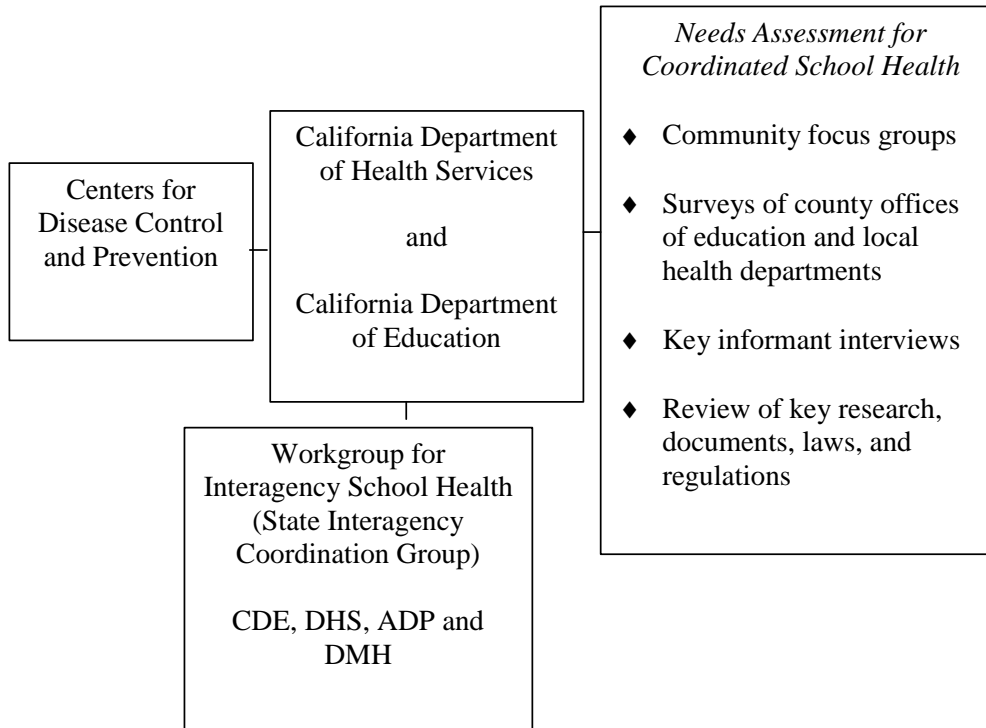 Centers for
Disease Control
and Prevention
California Department
of Health Services
and
California Department
of Education
Needs Assessment for
Coordinated School Health
♦ Community focus groups
♦ Surveys of county offices
of education and local
health departments
♦ Key informant interviews
♦ Review of key research,
documents, laws, and
regulations
Workgroup for
Interagency School Health
(State Interagency
Coordination Group)
CDE, DHS, ADP and
DMH